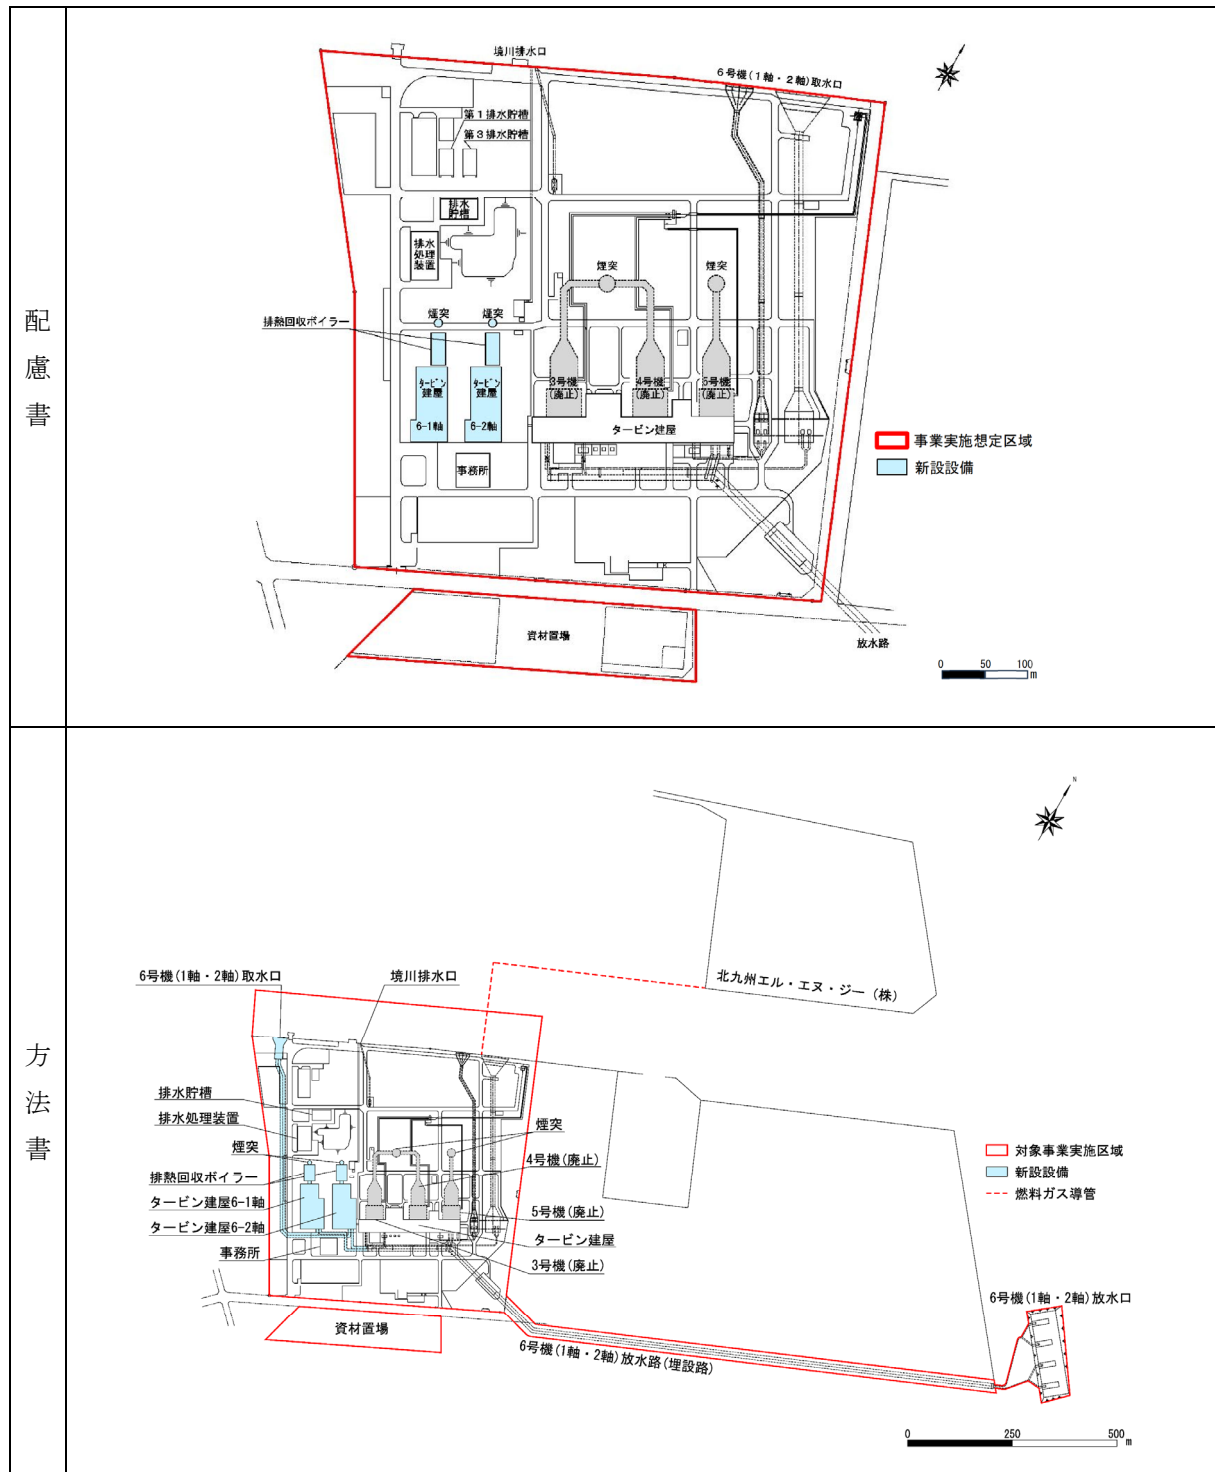 配
慮
書
境川排水口
6号機(1軸・2軸)取水口
第1排水貯槽
第3排水貯槽
排水
貯槽
排水
処理
装置
煙突
煙突
煙突
煙突
排熱回収ボイラー
タービン
建屋
タービン
建屋
6-1軸
6-2軸
3号機
(廃止)
4号機
(廃止)
5号機
(廃止)
タービン建屋
事務所
事業実施想定区域
新設設備
資材置場
放水路
0 50 100
m
方
法
書
N
6号機(1軸・2軸)取水口
境川排水口
北九州エル・エヌ・ジー(株)
排水貯槽
排水処理装置
煙突
煙突
排熱回収ボイラー
4号機(廃止)
タービン建屋6-1軸
5号機(廃止)
タービン建屋6-2軸
タービン建屋
事務所
3号機(廃止)
対象事業実施区域
新設設備
燃料ガス導管
資材置場
6号機(1軸・2軸)放水口
6号機(1軸・2軸)放水路(埋設路)
0 250 500
m